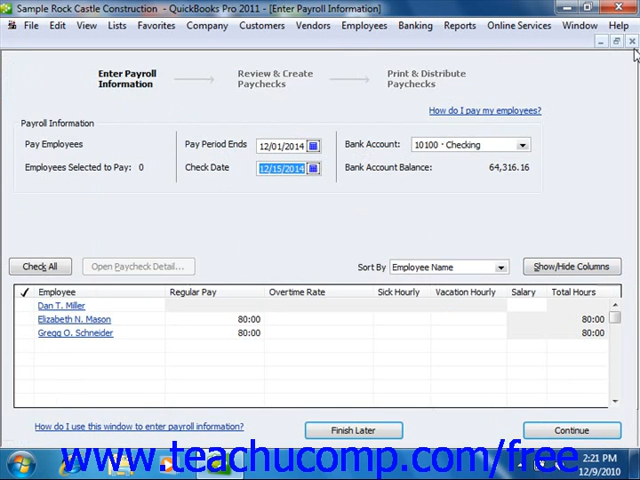 Sample Rock Castle Construction - QuickBooks Pro 2011 - [Enter Payroll Information]
File Edit View Lists Favorites Company Customers Vendors Employees Banking Reports Online Services Window Help
Enter Payroll Information
Review & Create Paychecks
Print & Distribute Paychecks
How do I pay my employees?
Payroll Information
Pay Employees Pay Period Ends 12/01/2014 Bank Account: 10100 · Checking
Employees Selected to Pay: 0 Check Date 12/15/2014 Bank Account Balance: 64,316.16
Check All Open Paycheck Detail... Sort By Employee Name Show/Hide Columns
✓ Employee Regular Pay Overtime Rate Sick Hourly Vacation Hourly Salary Total Hours
Dan T. Miller
Elizabeth N. Mason 80:00 80:00
Gregg O. Schneider 80:00 80:00
How do I use this window to enter payroll information? Finish Later Continue
www.teachucomp.com/free
2:21 PM
12/9/2010